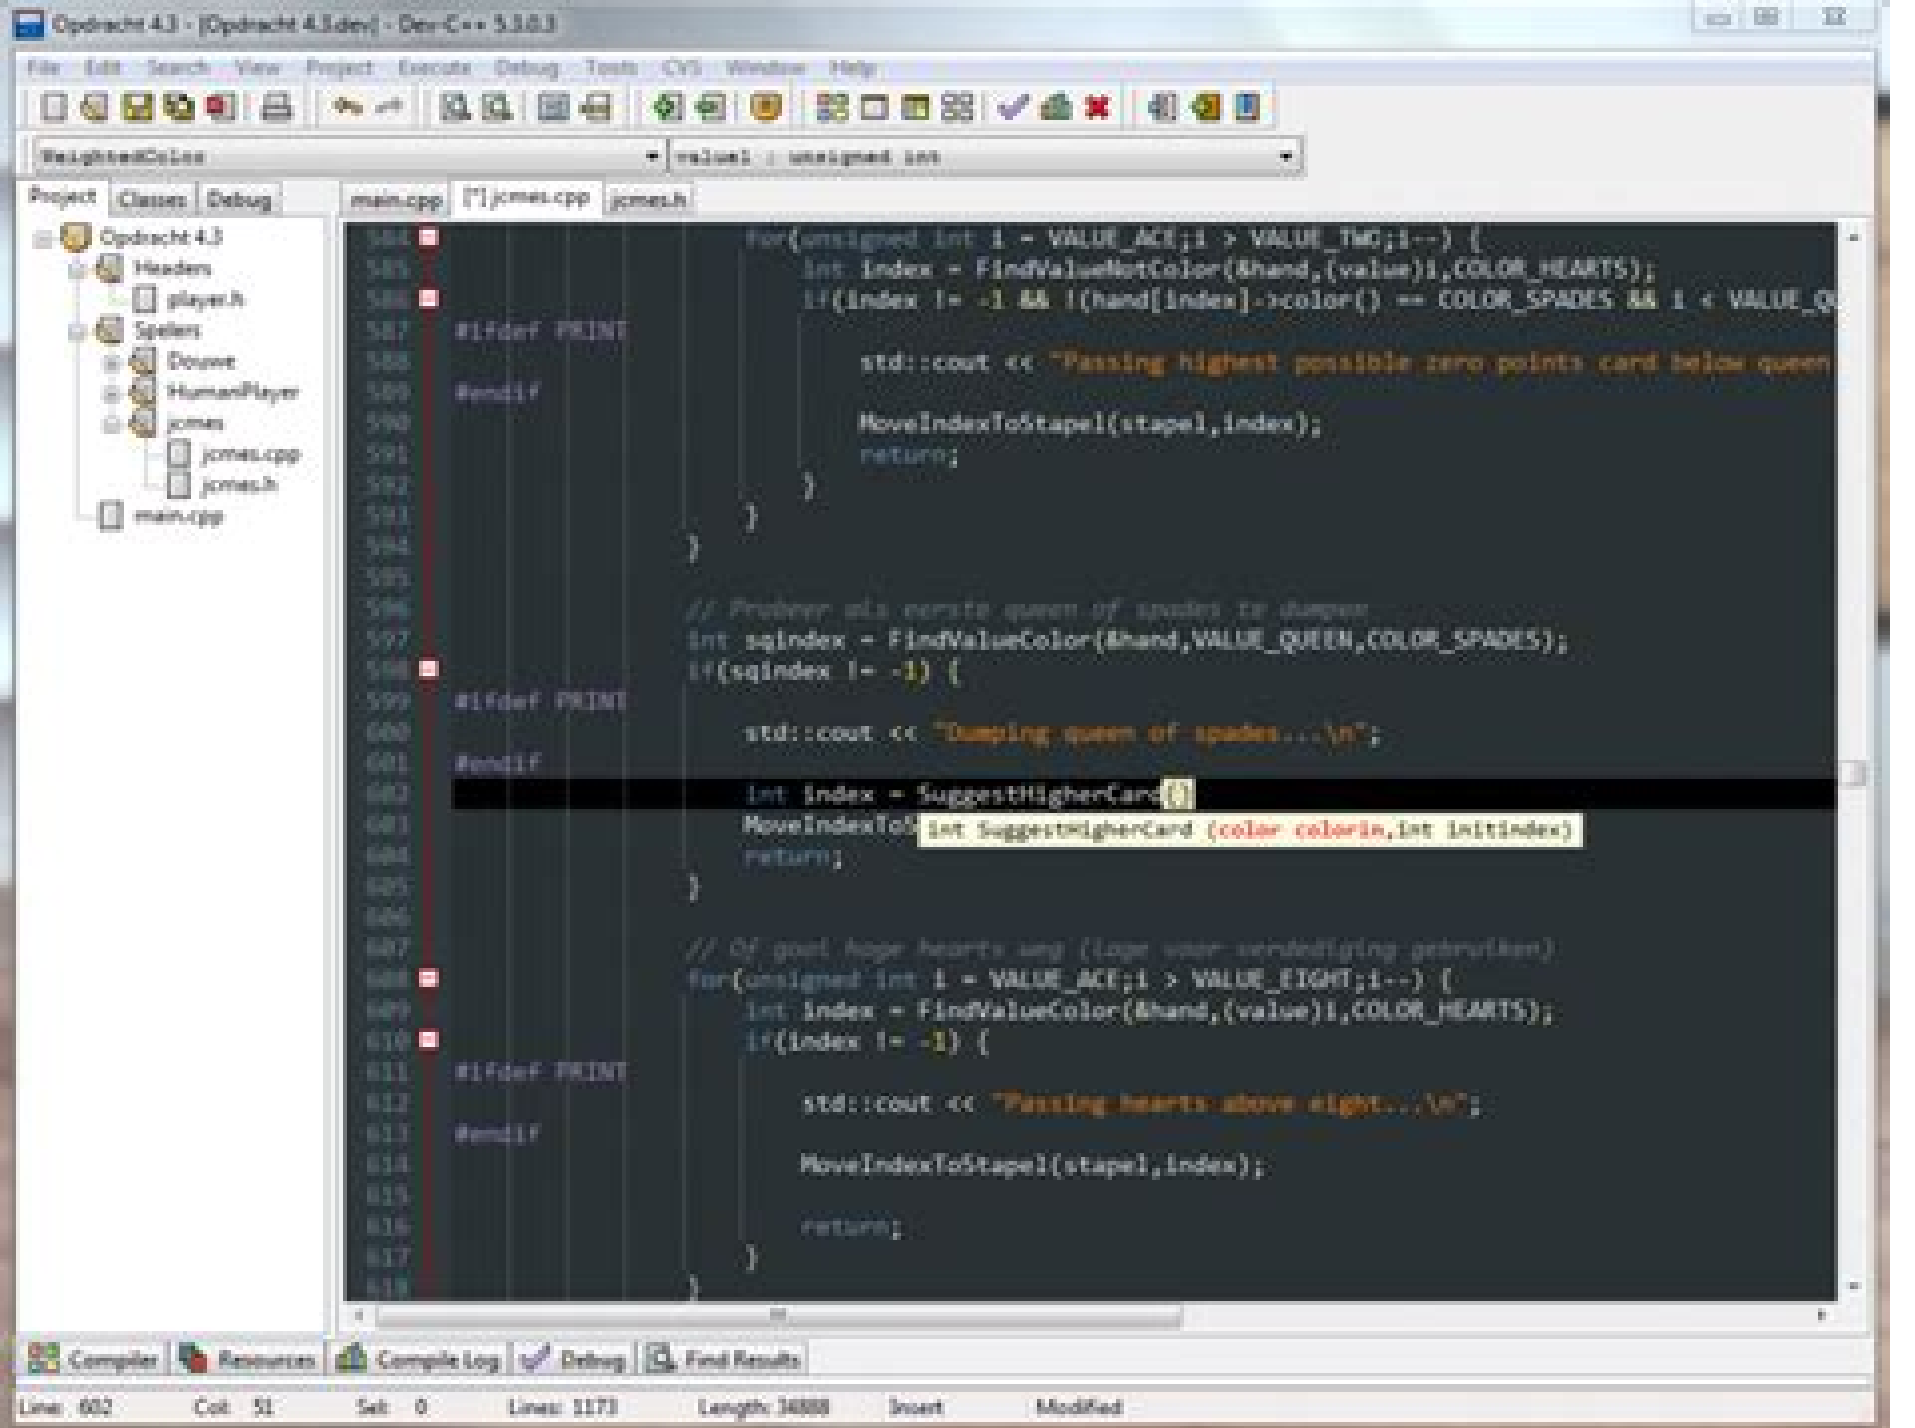 Opdracht 4.3 - [Opdracht 4.3.dev] - Dev-C++ 5.3.0.3
File Edit Search View Project Execute Debug Tools CVS Window Help
WeightedColor value1 : unsigned int
Project Classes Debug
main.cpp [*] jcmes.cpp jcmes.h
Opdracht 4.3
Headers
player.h
Spelers
Douwe
HumanPlayer
jcmes
jcmes.cpp
jcmes.h
main.cpp
584 for(unsigned int i = VALUE_ACE;i > VALUE_TWO;i--) {
585 int index = FindValueNotColor(&hand,(value)i,COLOR_HEARTS);
586 if(index != -1 && !(hand[index]->color() == COLOR_SPADES && i < VALUE_QU
587 #ifdef PRINT
588 std::cout << "Passing highest possible zero points card below queen
589 #endif
590 MoveIndexToStapel(stapel,index);
591 return;
592 }
593 }
594 }
595
596 // Probeer als eerste queen of spades te dumpen
597 int sqindex = FindValueColor(&hand,VALUE_QUEEN,COLOR_SPADES);
598 if(sqindex != -1) {
599 #ifdef PRINT
600 std::cout << "Dumping queen of spades...\n";
601 #endif
602 int index = SuggestHigherCard()
603 MoveIndexToS int SuggestHigherCard (color colorin,int initindex)
604 return;
605 }
606
607 // Of gooi hoge hearts weg (lage voor verdediging gebruiken)
608 for(unsigned int i = VALUE_ACE;i > VALUE_EIGHT;i--) {
609 int index = FindValueColor(&hand,(value)i,COLOR_HEARTS);
610 if(index != -1) {
611 #ifdef PRINT
612 std::cout << "Passing hearts above eight...\n";
613 #endif
614 MoveIndexToStapel(stapel,index);
615
616 return;
617 }
618 }
Compiler Resources Compile Log Debug Find Results
Line: 602 Col: 51 Sel: 0 Lines: 1173 Length: 34888 Insert Modified